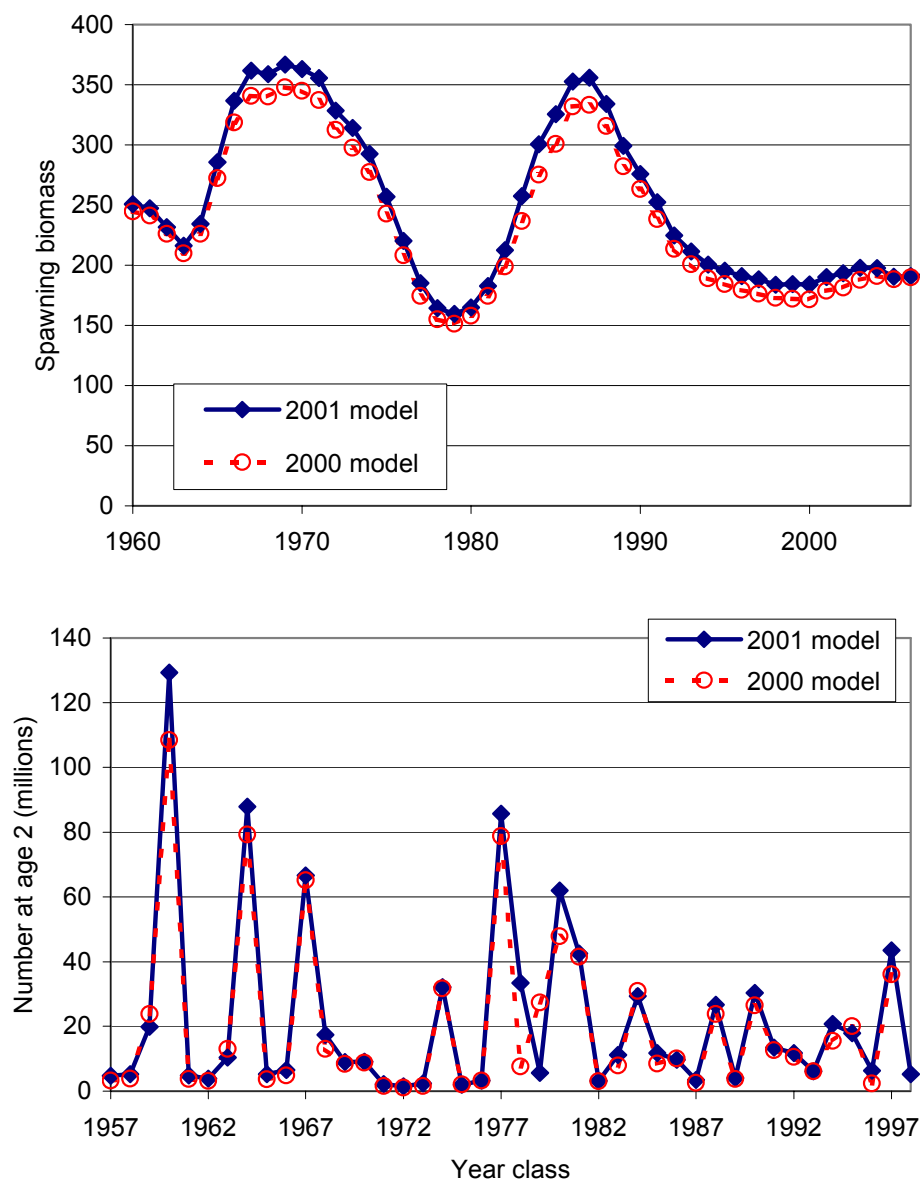 400
350
300
250
200
150
100
50
0
Spawning biomass
2001 model
2000 model
1960 1970 1980 1990 2000
140
120
100
80
60
40
20
0
Number at age 2 (millions)
2001 model
2000 model
1957 1962 1967 1972 1977 1982 1987 1992 1997
Year class